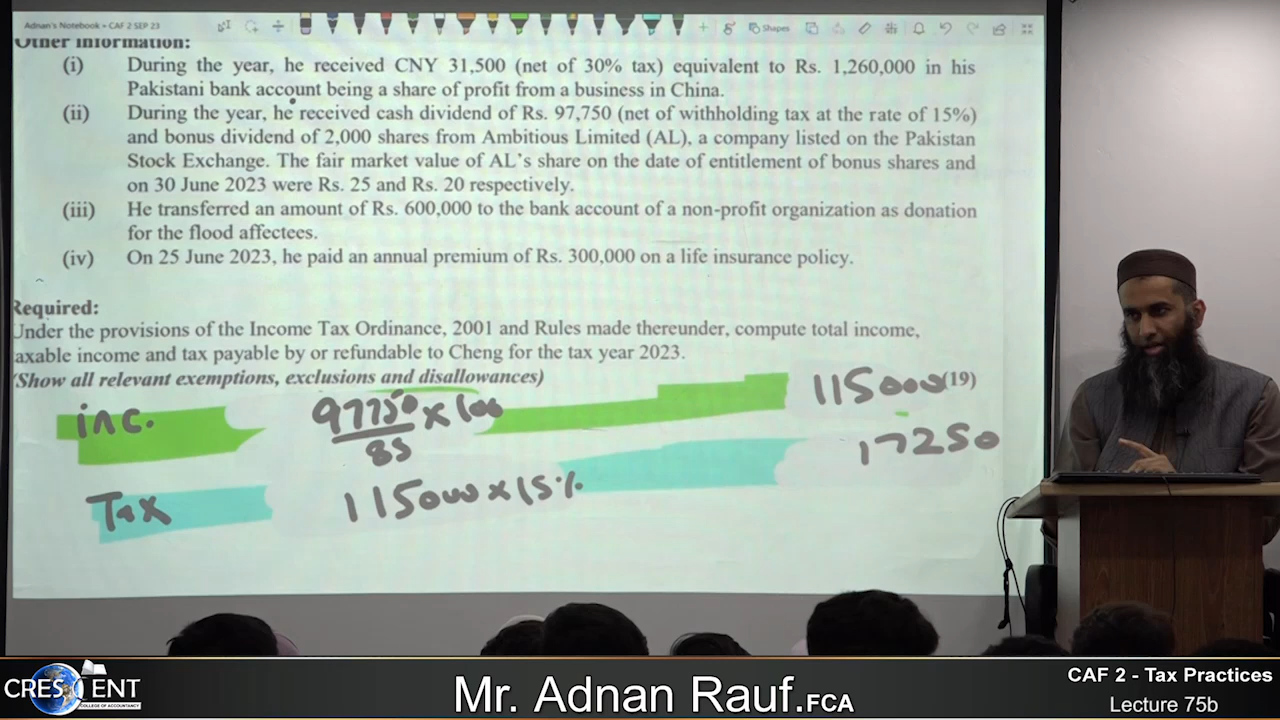 Adnan's Notebook » CAF 2 SEP 23
Shapes
Other Information:
(i) During the year, he received CNY 31,500 (net of 30% tax) equivalent to Rs. 1,260,000 in his
Pakistani bank account being a share of profit from a business in China.
(ii) During the year, he received cash dividend of Rs. 97,750 (net of withholding tax at the rate of 15%)
and bonus dividend of 2,000 shares from Ambitious Limited (AL), a company listed on the Pakistan
Stock Exchange. The fair market value of AL's share on the date of entitlement of bonus shares and
on 30 June 2023 were Rs. 25 and Rs. 20 respectively.
(iii) He transferred an amount of Rs. 600,000 to the bank account of a non-profit organization as donation
for the flood affectees.
(iv) On 25 June 2023, he paid an annual premium of Rs. 300,000 on a life insurance policy.
Required:
Under the provisions of the Income Tax Ordinance, 2001 and Rules made thereunder, compute total income,
axable income and tax payable by or refundable to Cheng for the tax year 2023.
(Show all relevant exemptions, exclusions and disallowances) (19)
inc. 97750 x 100 115000
85
17250
Tax 115000 x 15%
CRESCENT
COLLEGE OF ACCOUNTANCY
Mr. Adnan Rauf.FCA
CAF 2 - Tax Practices
Lecture 75b